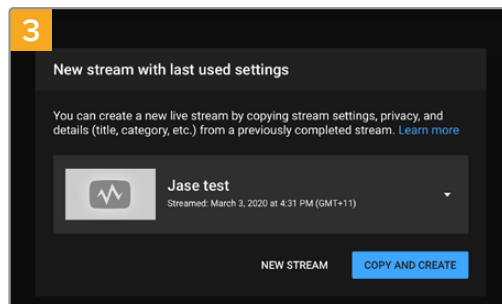 3
New stream with last used settings
You can create a new live stream by copying stream settings, privacy, and
details (title, category, etc.) from a previously completed stream. Learn more
Jase test
Streamed: March 3, 2020 at 4:31 PM (GMT+11)
NEW STREAM COPY AND CREATE